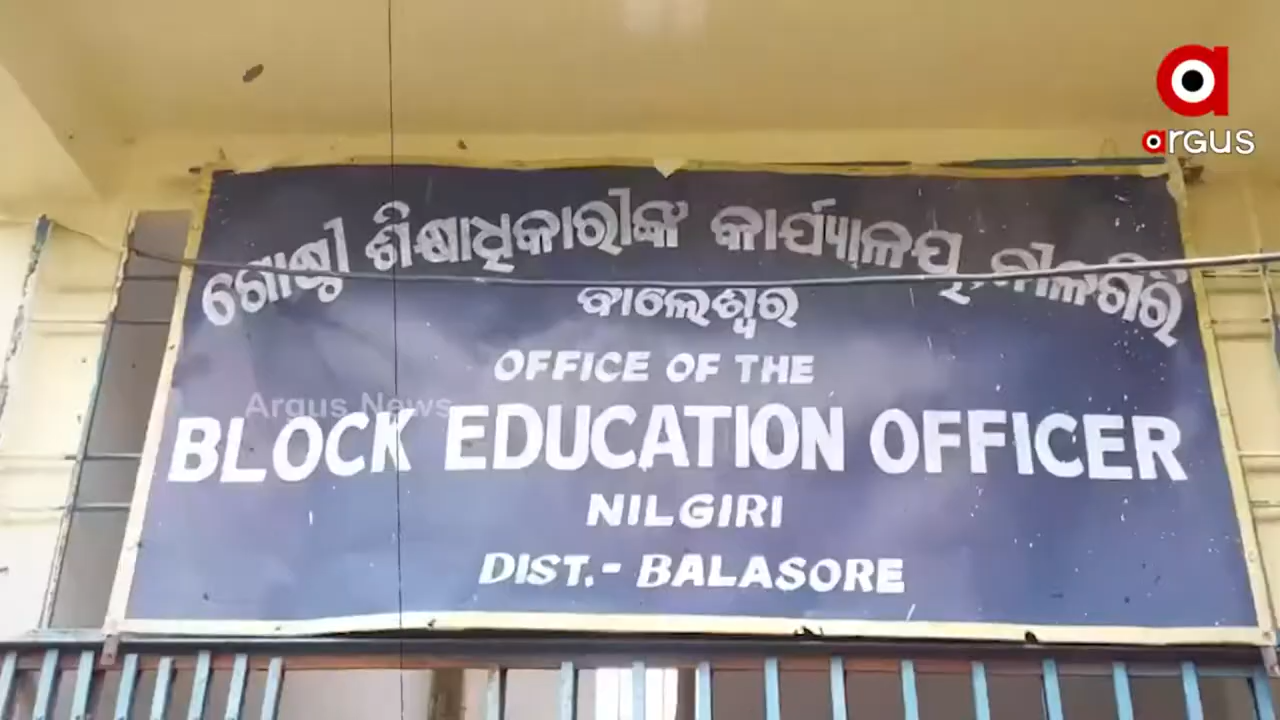 ଗୋଷ୍ଠୀ ଶିକ୍ଷାଧିକାରୀଙ୍କ କାର୍ଯ୍ୟାଳୟ, ନୀଳଗିରି
ବାଲେଶ୍ୱର
OFFICE OF THE
BLOCK EDUCATION OFFICER
NILGIRI
DIST.- BALASORE
Argus News
argus